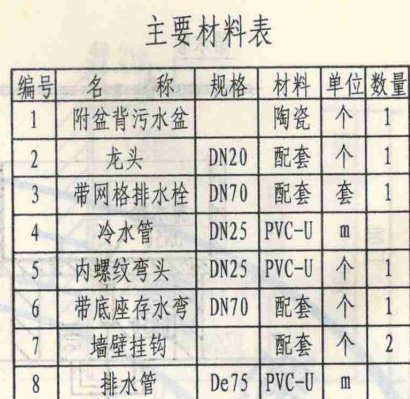 主要材料表
编号 名 称 规格 材料 单位 数量
1 附盆背污水盆 陶瓷 个 1
2 龙头 DN20 配套 个 1
3 带网格排水栓 DN70 配套 套 1
4 冷水管 DN25 PVC-U m
5 内螺纹弯头 DN25 PVC-U 个 1
6 带底座存水弯 DN70 配套 个 1
7 墙壁挂钩 配套 个 2
8 排水管 De75 PVC-U m